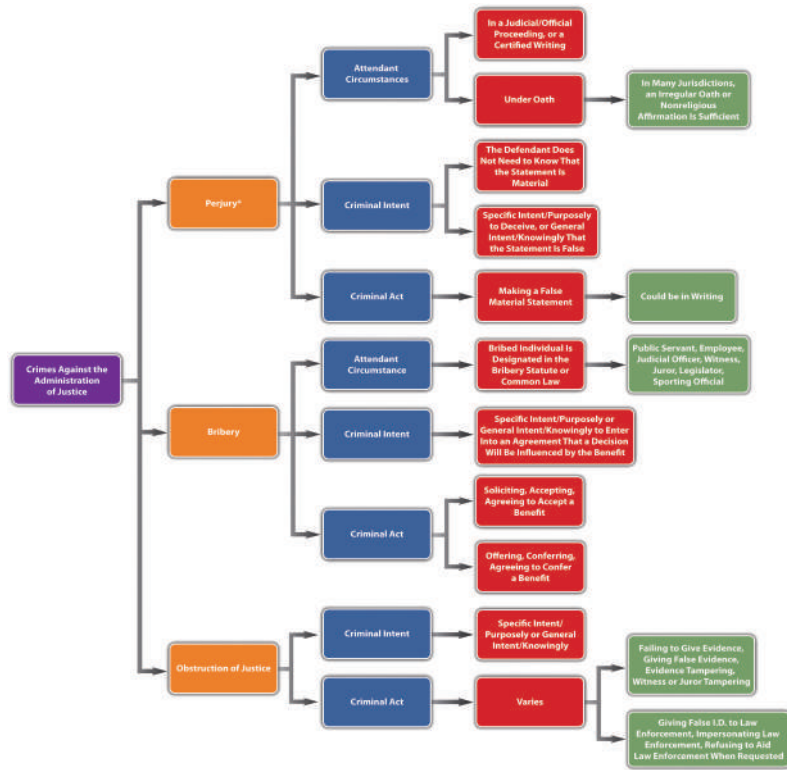 Crimes Against the
Administration
of Justice
Perjury*
Attendant
Circumstances
In a Judicial/Official
Proceeding, or a
Certified Writing
Under Oath
In Many Jurisdictions,
an Irregular Oath or
Nonreligious
Affirmation Is Sufficient
Criminal Intent
The Defendant Does
Not Need to Know That
the Statement Is
Material
Specific Intent/Purposely
to Deceive, or General
Intent/Knowingly That
the Statement Is False
Criminal Act
Making a False
Material Statement
Could be in Writing
Bribery
Attendant
Circumstance
Bribed Individual Is
Designated in the
Bribery Statute or
Common Law
Public Servant, Employee,
Judicial Officer, Witness,
Juror, Legislator,
Sporting Official
Criminal Intent
Specific Intent/Purposely or
General Intent/Knowingly to Enter
Into an Agreement That a Decision
Will Be Influenced by the Benefit
Criminal Act
Soliciting, Accepting,
Agreeing to Accept a
Benefit
Offering, Conferring,
Agreeing to Confer
a Benefit
Obstruction of Justice
Criminal Intent
Specific Intent/
Purposely or General
Intent/Knowingly
Criminal Act
Varies
Failing to Give Evidence,
Giving False Evidence,
Evidence Tampering,
Witness or Juror Tampering
Giving False I.D. to Law
Enforcement, Impersonating Law
Enforcement, Refusing to Aid
Law Enforcement When Requested